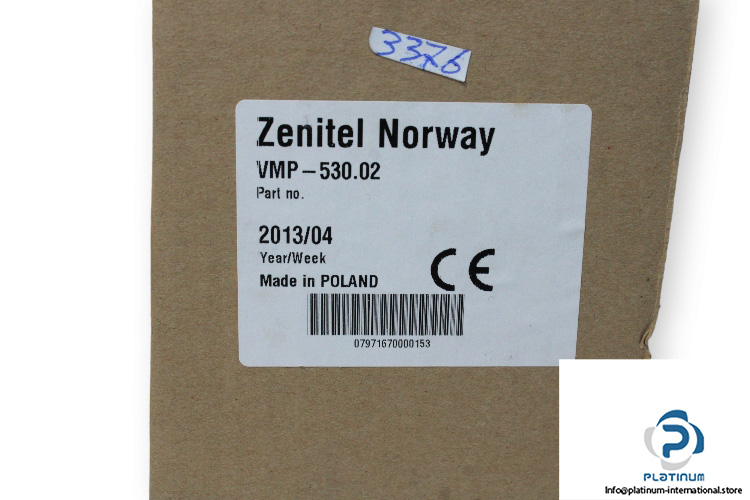 3376
Zenitel Norway
VMP-530.02
Part no.
2013/04
Year/Week
Made in POLAND
CE
07971670000153
PLATINUM
Info@platinum-international.store